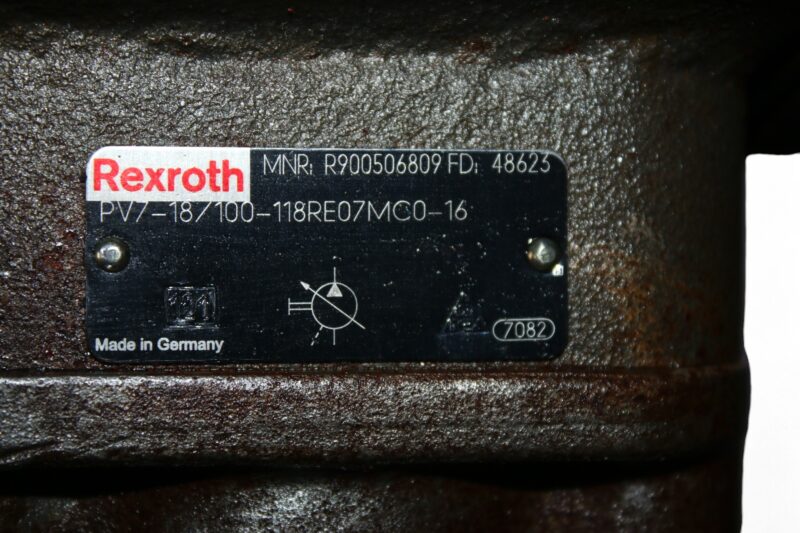 Rexroth MNR: R900506809 FD: 48623
PV7-18/100-118RE07MC0-16
Made in Germany
7082